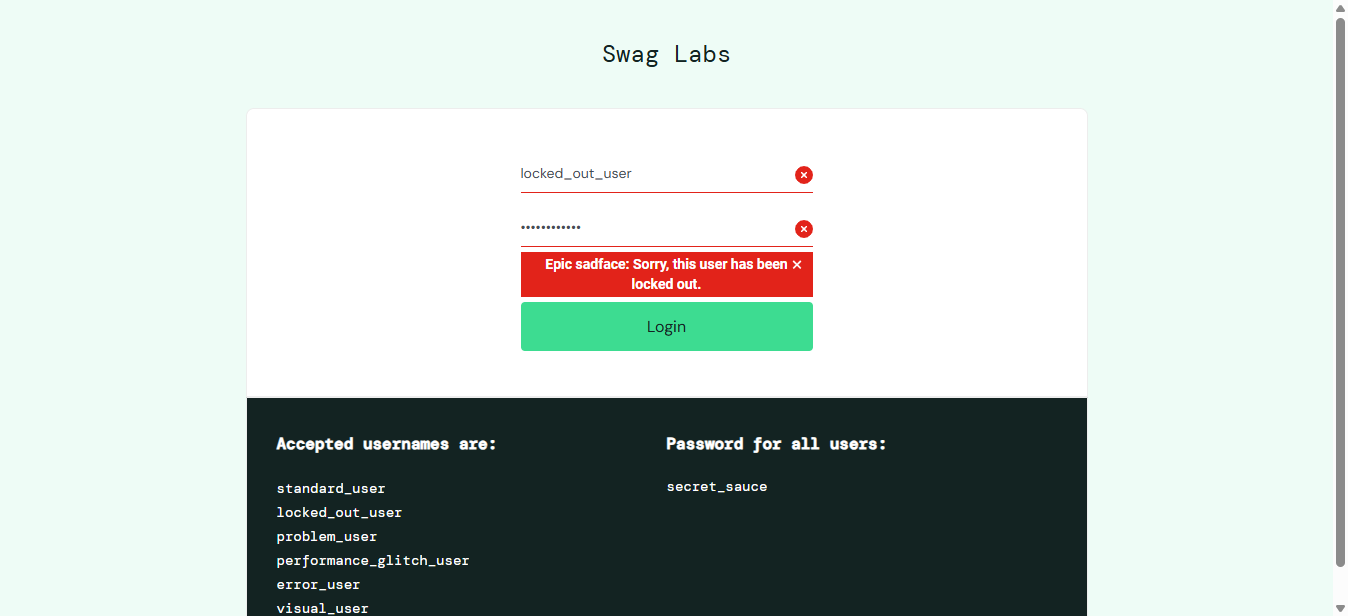 Swag Labs
locked_out_user
••••••••••••
Epic sadface: Sorry, this user has been
locked out.
Login
Accepted usernames are:
standard_user
locked_out_user
problem_user
performance_glitch_user
error_user
visual_user
Password for all users:
secret_sauce